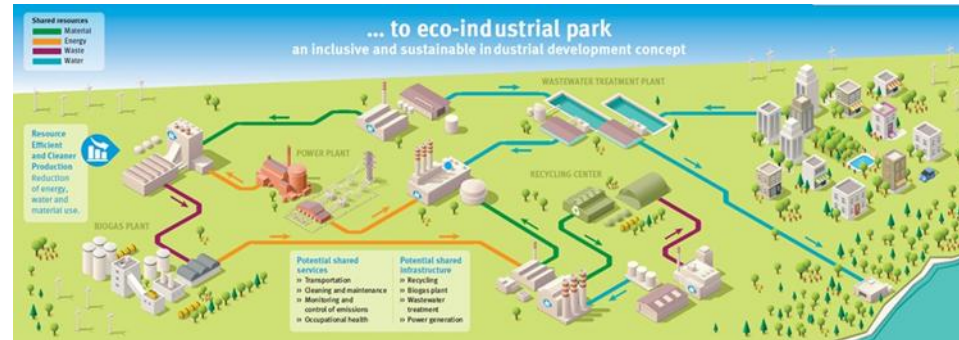 Shared resources
Material
Energy
Waste
Water
... to eco-industrial park
an inclusive and sustainable industrial development concept
WASTEWATER TREATMENT PLANT
Resource
Efficient
and Cleaner
Production
Reduction
of energy,
water and
material use.
POWER PLANT
RECYCLING CENTER
BIOGAS PLANT
Potential shared
services
» Transportation
» Cleaning and maintenance
» Monitoring and
control of emissions
» Occupational health
Potential shared
infrastructure
» Recycling
» Biogas plant
» Wastewater
treatment
» Power generation